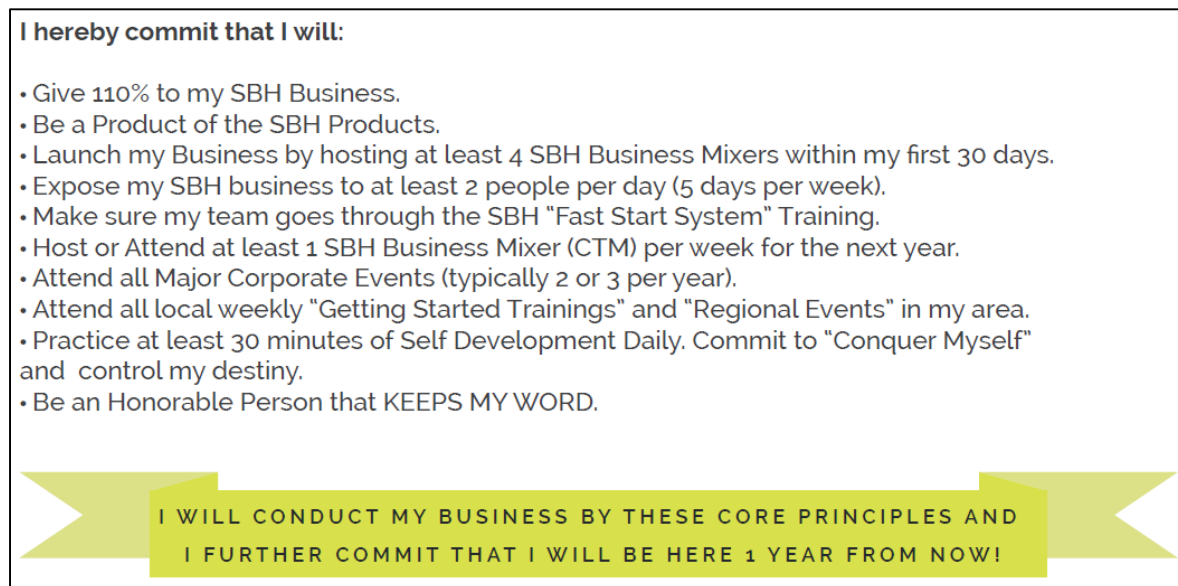 I hereby commit that I will:
• Give 110% to my SBH Business.
• Be a Product of the SBH Products.
• Launch my Business by hosting at least 4 SBH Business Mixers within my first 30 days.
• Expose my SBH business to at least 2 people per day (5 days per week).
• Make sure my team goes through the SBH "Fast Start System" Training.
• Host or Attend at least 1 SBH Business Mixer (CTM) per week for the next year.
• Attend all Major Corporate Events (typically 2 or 3 per year).
• Attend all local weekly "Getting Started Trainings" and "Regional Events" in my area.
• Practice at least 30 minutes of Self Development Daily. Commit to "Conquer Myself"
and control my destiny.
• Be an Honorable Person that KEEPS MY WORD.
I WILL CONDUCT MY BUSINESS BY THESE CORE PRINCIPLES AND
I FURTHER COMMIT THAT I WILL BE HERE 1 YEAR FROM NOW!